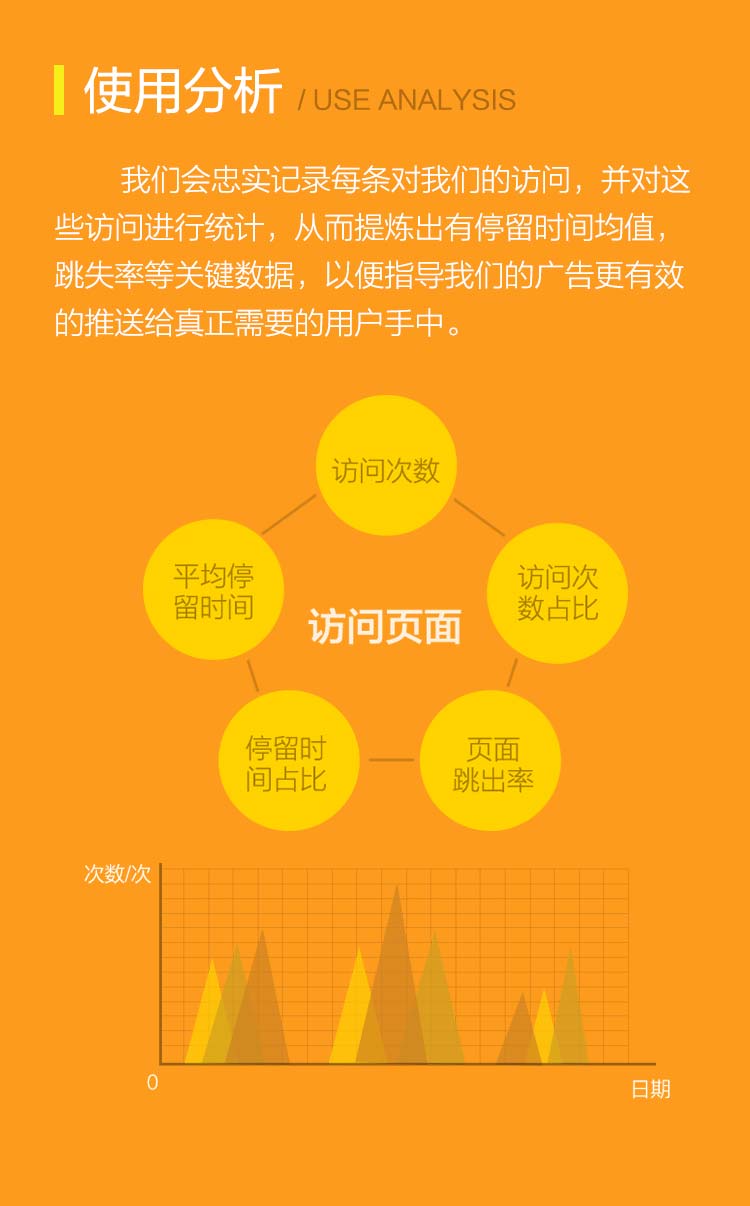 使用分析 / USE ANALYSIS
我们会忠实记录每条对我们的访问，并对这
些访问进行统计，从而提炼出有停留时间均值，
跳失率等关键数据，以便指导我们的广告更有效
的推送给真正需要的用户手中。
访问次数
平均停
留时间
访问次
数占比
访问页面
停留时
间占比
页面
跳出率
次数/次
0
日期